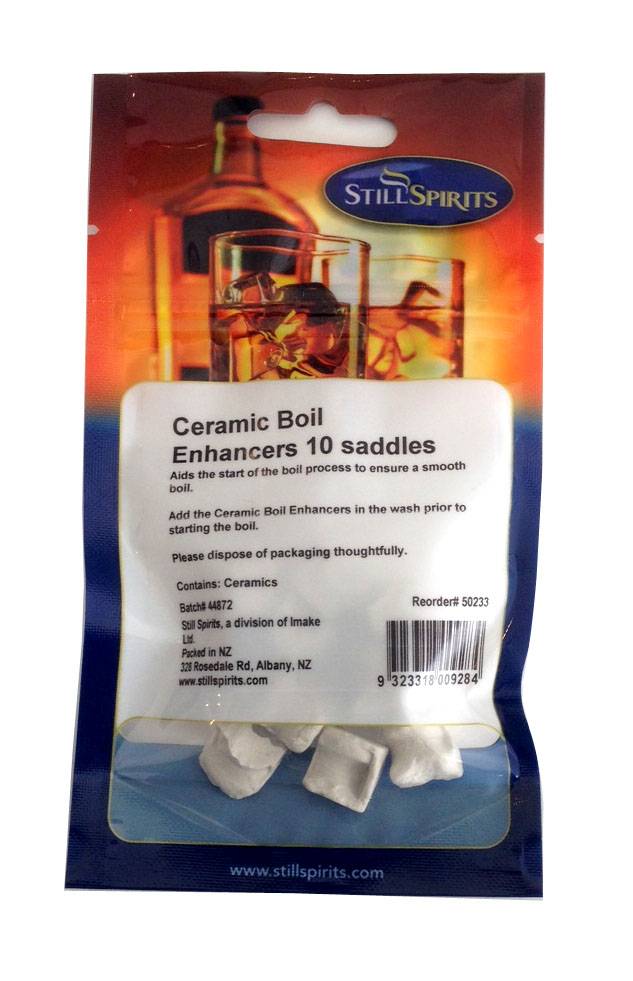 STILL SPIRITS
Ceramic Boil
Enhancers 10 saddles
Aids the start of the boil process to ensure a smooth
boil.
Add the Ceramic Boil Enhancers in the wash prior to
starting the boil.
Please dispose of packaging thoughtfully.
Contains: Ceramics
Batch# 44872
Reorder# 50233
Still Spirits, a division of Imake
Ltd.
Packed in NZ
328 Rosedale Rd, Albany, NZ
www.stillspirits.com
9 323318 009284
www.stillspirits.com